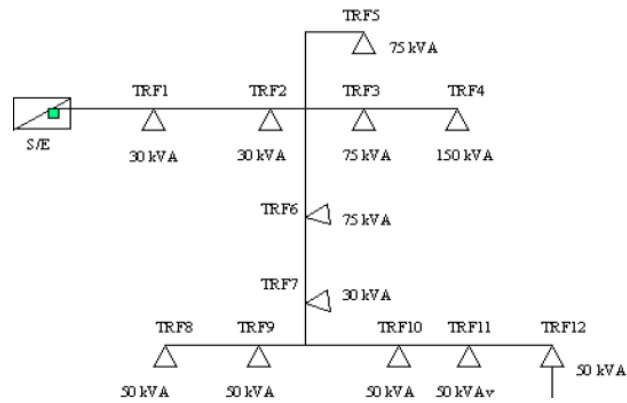 TRF5
75 kVA
TRF1 TRF2 TRF3 TRF4
S/E
30 kVA 30 kVA 75 kVA 150 kVA
TRF6
75 kVA
TRF7
30 kVA
TRF8 TRF9 TRF10 TRF11 TRF12
50 kVA
50 kVA 50 kVA 50 kVA 50 kVAv